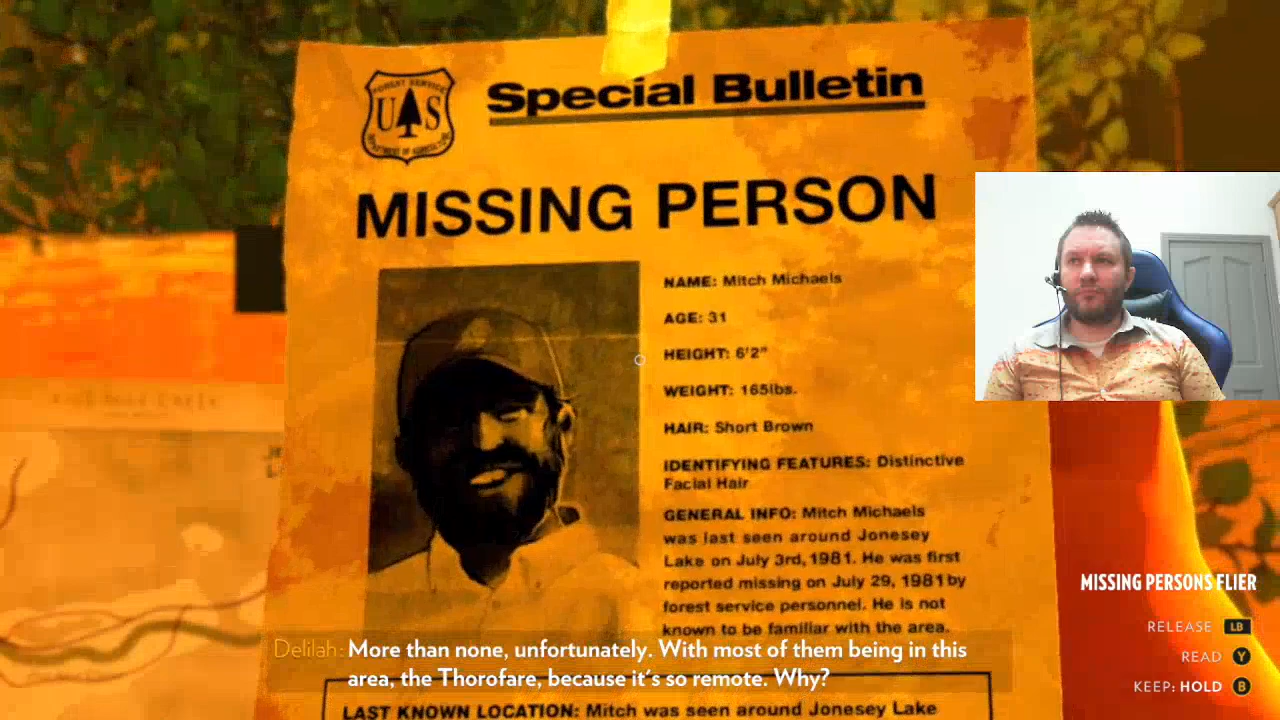 FOREST SERVICE
U S
DEPARTMENT OF AGRICULTURE
Special Bulletin
MISSING PERSON
NAME: Mitch Michaels
AGE: 31
HEIGHT: 6'2"
WEIGHT: 165lbs.
HAIR: Short Brown
IDENTIFYING FEATURES: Distinctive
Facial Hair
GENERAL INFO: Mitch Michaels
was last seen around Jonesey
Lake on July 3rd, 1981. He was first
reported missing on July 29, 1981 by
forest service personnel. He is not
known to be familiar with the area.
LAST KNOWN LOCATION: Mitch was seen around Jonesey Lake
Delilah: More than none, unfortunately. With most of them being in this
area, the Thorofare, because it's so remote. Why?
MISSING PERSONS FLIER
RELEASE LB
READ Y
KEEP: HOLD B